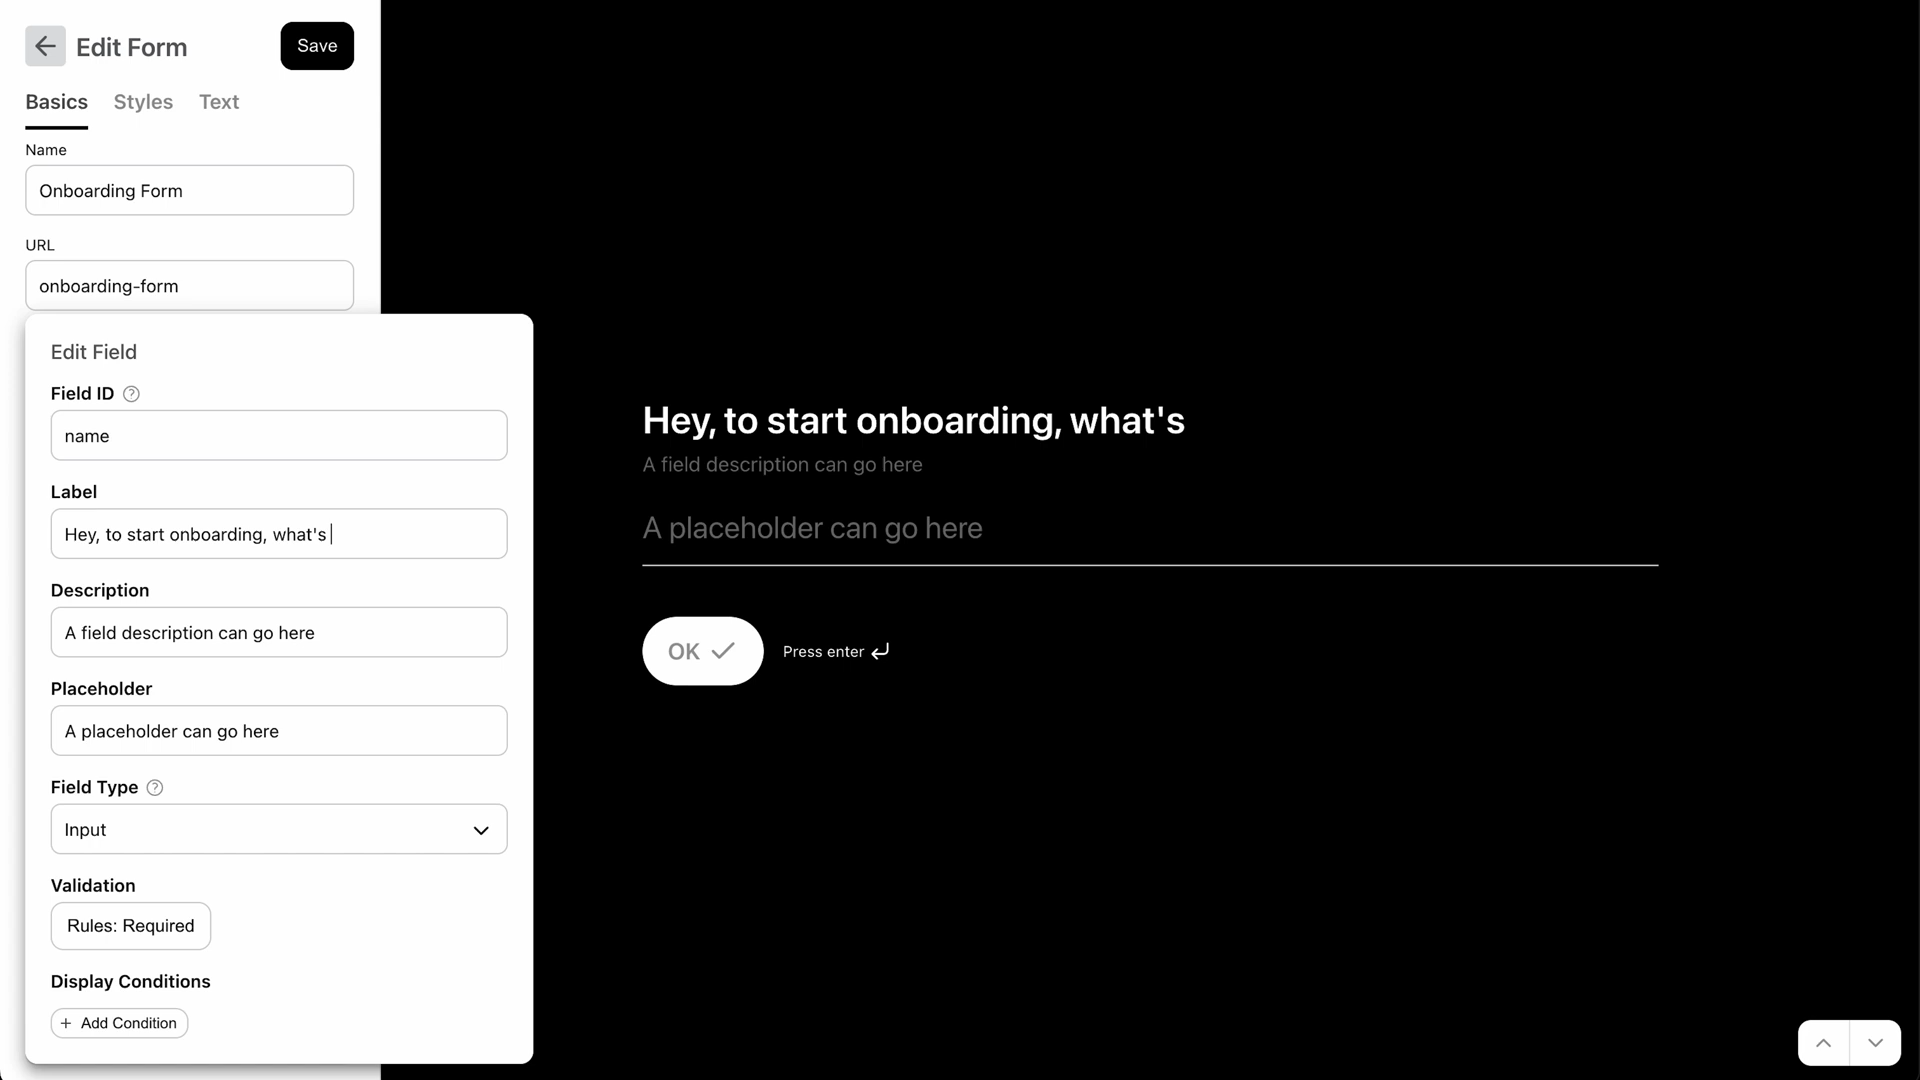 Edit Form
Save
Basics Styles Text
Name
Onboarding Form
URL
onboarding-form
Edit Field
Field ID ?
name
Label
Hey, to start onboarding, what's
Description
A field description can go here
Placeholder
A placeholder can go here
Field Type ?
Input
Validation
Rules: Required
Display Conditions
+ Add Condition
Hey, to start onboarding, what's
A field description can go here
A placeholder can go here
OK
Press enter